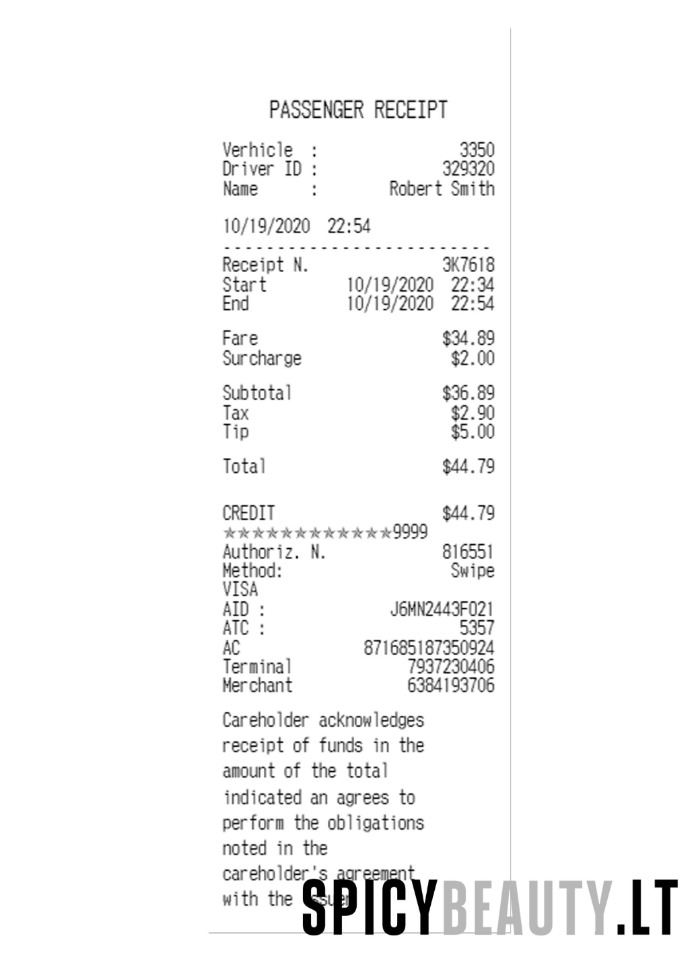 PASSENGER RECEIPT
Verhicle : 3350
Driver ID : 329320
Name : Robert Smith
10/19/2020 22:54
--------------------------
Receipt N. 3K7618
Start 10/19/2020 22:34
End 10/19/2020 22:54
Fare $34.89
Surcharge $2.00
Subtotal $36.89
Tax $2.90
Tip $5.00
Total $44.79
CREDIT $44.79
************9999
Authoriz. N. 816551
Method: Swipe
VISA
AID : J6MN2443F021
ATC : 5357
AC 871685187350924
Terminal 7937230406
Merchant 6384193706
Careholder acknowledges
receipt of funds in the
amount of the total
indicated an agrees to
perform the obligations
noted in the
careholder's agreement
with the issuer
SPICYBEAUTY.LT